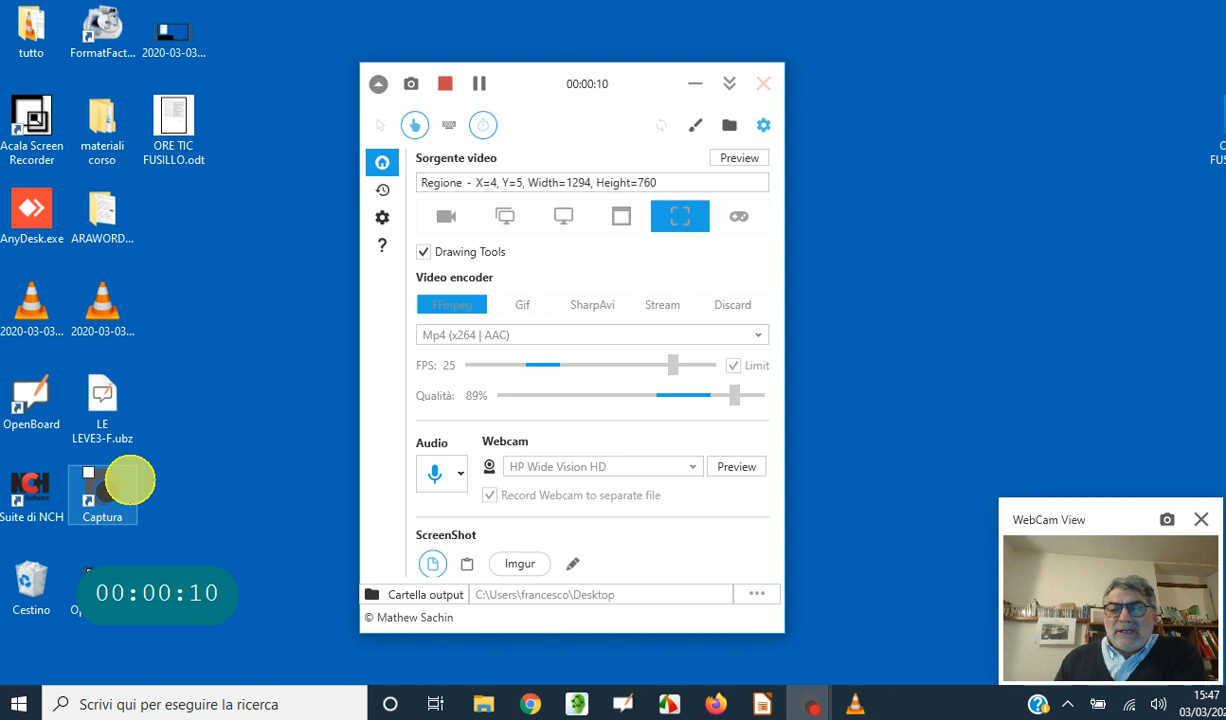 tutto
FormatFact...
2020-03-03...
Acala Screen
Recorder
materiali
corso
ORE TIC
FUSILLO.odt
AnyDesk.exe
ARAWORD...
2020-03-03...
2020-03-03...
OpenBoard
LE
LEVE3-F.ubz
NCH
Suite di NCH
Captura
Cestino
00:00:10
00:00:10
Sorgente video
Preview
Regione - X=4, Y=5, Width=1294, Height=760
Drawing Tools
Video encoder
FFmpeg
Gif
SharpAvi
Stream
Discard
Mp4 (x264 | AAC)
FPS: 25
Limit
Qualità: 89%
Audio
Webcam
HP Wide Vision HD
Preview
Record Webcam to separate file
ScreenShot
Imgur
Cartella output
C:\Users\francesco\Desktop
© Mathew Sachin
WebCam View
Scrivi qui per eseguire la ricerca
15:47